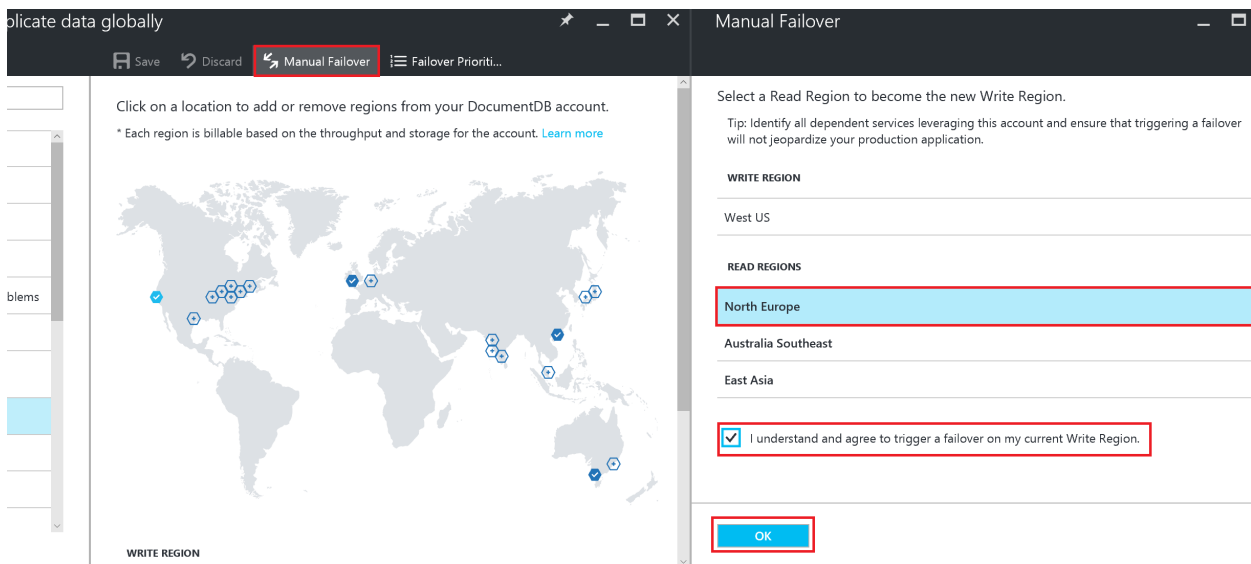 plicate data globally
Save Discard Manual Failover Failover Prioriti...
blems
Click on a location to add or remove regions from your DocumentDB account.
* Each region is billable based on the throughput and storage for the account. Learn more
WRITE REGION
Manual Failover
Select a Read Region to become the new Write Region.
Tip: Identify all dependent services leveraging this account and ensure that triggering a failover
will not jeopardize your production application.
WRITE REGION
West US
READ REGIONS
North Europe
Australia Southeast
East Asia
I understand and agree to trigger a failover on my current Write Region.
OK